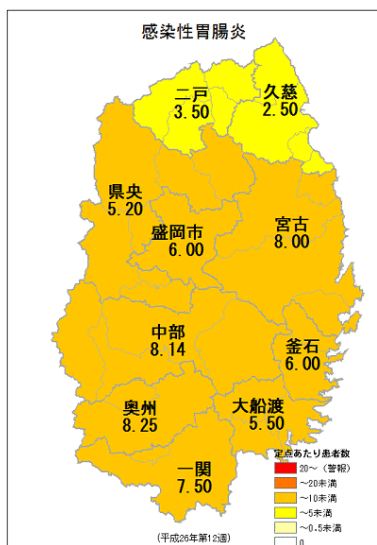 感染性胃腸炎
二戸
3.50
久慈
2.50
県央
5.20
盛岡市
6.00
宮古
8.00
中部
8.14
釜石
6.00
奥州
8.25
大船渡
5.50
一関
7.50
定点あたり患者数
20～（警報）
～20未満
～10未満
～5未満
～0.5未満
0
(平成26年第12週)